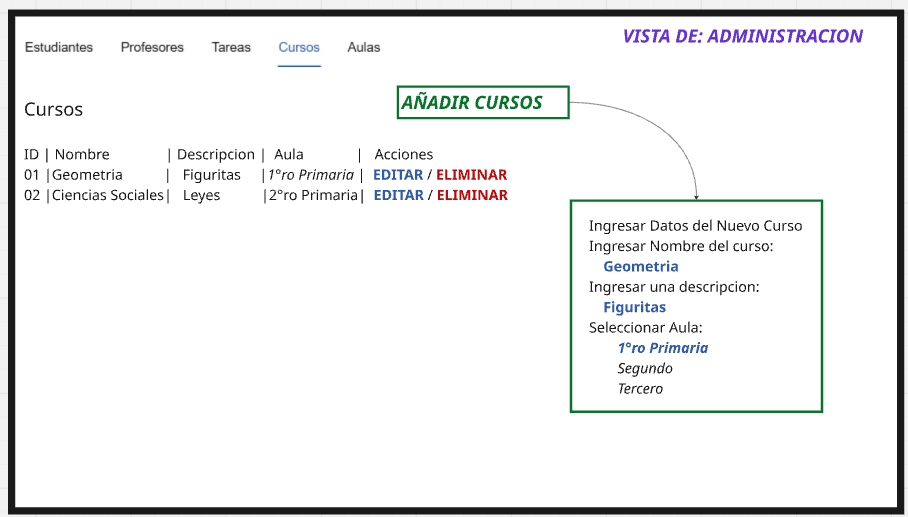 VISTA DE: ADMINISTRACION
Estudiantes Profesores Tareas Cursos Aulas
AÑADIR CURSOS
Cursos
ID | Nombre | Descripcion | Aula | Acciones
01 |Geometria | Figuritas |1°ro Primaria | EDITAR / ELIMINAR
02 |Ciencias Sociales| Leyes |2°ro Primaria| EDITAR / ELIMINAR
Ingresar Datos del Nuevo Curso
Ingresar Nombre del curso:
Geometria
Ingresar una descripcion:
Figuritas
Seleccionar Aula:
1°ro Primaria
Segundo
Tercero